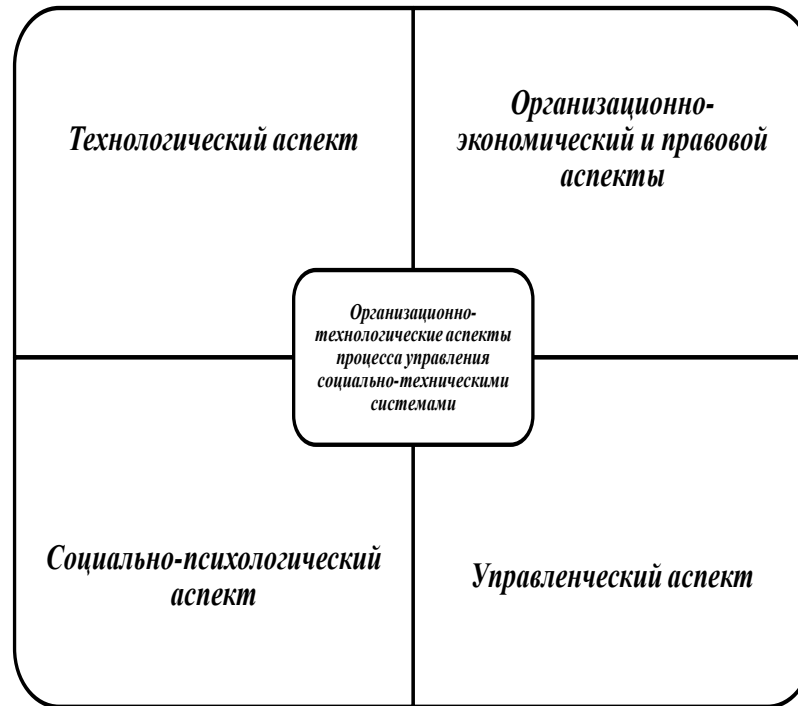 Технологический аспект
Организационно-
экономический и правовой
аспекты
Организационно-
технологические аспекты
процесса управления
социально-техническими
системами
Социально-психологический
аспект
Управленческий аспект